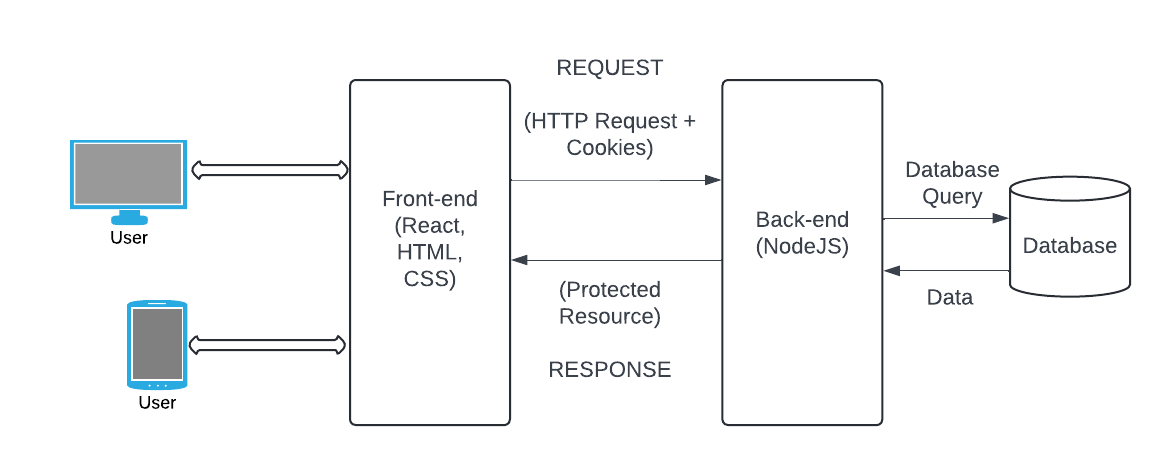 User
User
Front-end
(React,
HTML,
CSS)
REQUEST
(HTTP Request +
Cookies)
(Protected
Resource)
RESPONSE
Back-end
(NodeJS)
Database
Query
Data
Database